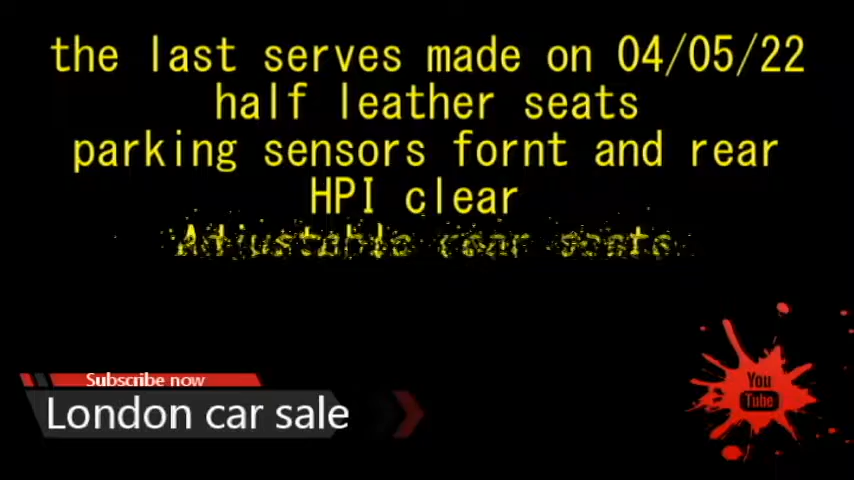 the last serves made on 04/05/22
half leather seats
parking sensors fornt and rear
HPI clear
Adjustable rear seats
Subscribe now
London car sale
You
Tube